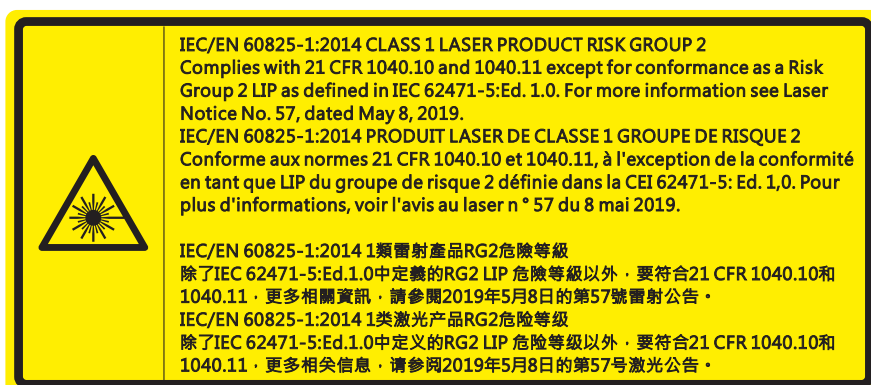 IEC/EN 60825-1:2014 CLASS 1 LASER PRODUCT RISK GROUP 2
Complies with 21 CFR 1040.10 and 1040.11 except for conformance as a Risk
Group 2 LIP as defined in IEC 62471-5:Ed. 1.0. For more information see Laser
Notice No. 57, dated May 8, 2019.
IEC/EN 60825-1:2014 PRODUIT LASER DE CLASSE 1 GROUPE DE RISQUE 2
Conforme aux normes 21 CFR 1040.10 et 1040.11, à l'exception de la conformité
en tant que LIP du groupe de risque 2 définie dans la CEI 62471-5: Ed. 1,0. Pour
plus d'informations, voir l'avis au laser n ° 57 du 8 mai 2019.
IEC/EN 60825-1:2014 1類雷射產品RG2危險等級
除了IEC 62471-5:Ed.1.0中定義的RG2 LIP 危險等級以外，要符合21 CFR 1040.10和
1040.11，更多相關資訊，請參閱2019年5月8日的第57號雷射公告。
IEC/EN 60825-1:2014 1类激光产品RG2危险等级
除了IEC 62471-5:Ed.1.0中定义的RG2 LIP 危险等级以外，要符合21 CFR 1040.10和
1040.11，更多相关信息，请参阅2019年5月8日的第57号激光公告。